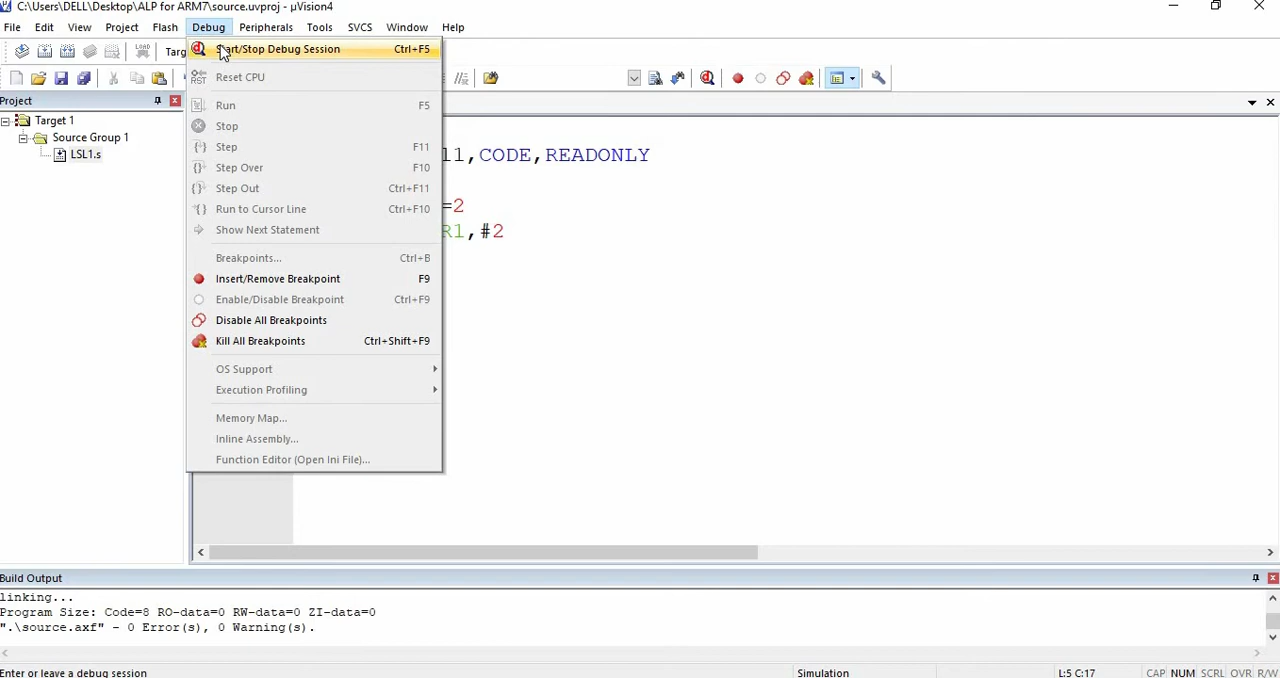 C:\Users\DELL\Desktop\ALP for ARM7\source.uvproj - µVision4
File Edit View Project Flash Debug Peripherals Tools SVCS Window Help
Start/Stop Debug Session Ctrl+F5
Reset CPU
Run F5
Stop
Step F11
Step Over F10
Step Out Ctrl+F11
Run to Cursor Line Ctrl+F10
Show Next Statement
Breakpoints... Ctrl+B
Insert/Remove Breakpoint F9
Enable/Disable Breakpoint Ctrl+F9
Disable All Breakpoints
Kill All Breakpoints Ctrl+Shift+F9
OS Support
Execution Profiling
Memory Map...
Inline Assembly...
Function Editor (Open Ini File)...
LOAD
Targ
RST
Project
Target 1
Source Group 1
LSL1.s
,CODE,READONLY
=2
R1,#2
Build Output
linking...
Program Size: Code=8 RO-data=0 RW-data=0 ZI-data=0
".\source.axf" - 0 Error(s), 0 Warning(s).
Enter or leave a debug session Simulation L:5 C:17 CAP NUM SCRL OVR R/W